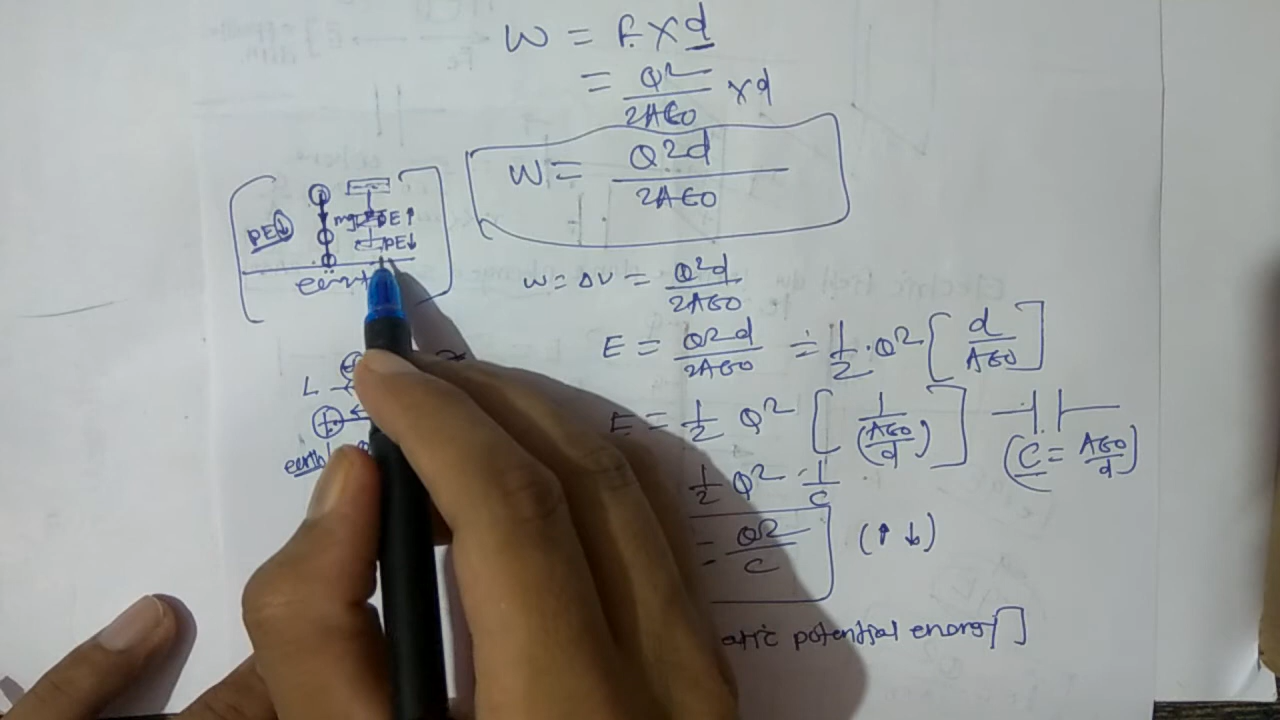 W = F × d
= Q²/2Aε0 × d
W = Q²d/2Aε0
PE↓ mg PE↑
PE↓
earth
W = ΔU = Q²d/2Aε0
E = Q²d/2Aε0 = 1/2 · Q² [d/Aε0]
E = 1/2 Q² [1/(Aε0/d)] (C = Aε0/d)
L
earth
1/2 Q² · 1/C
= Q²/C (↑ ↓)
potential energy]